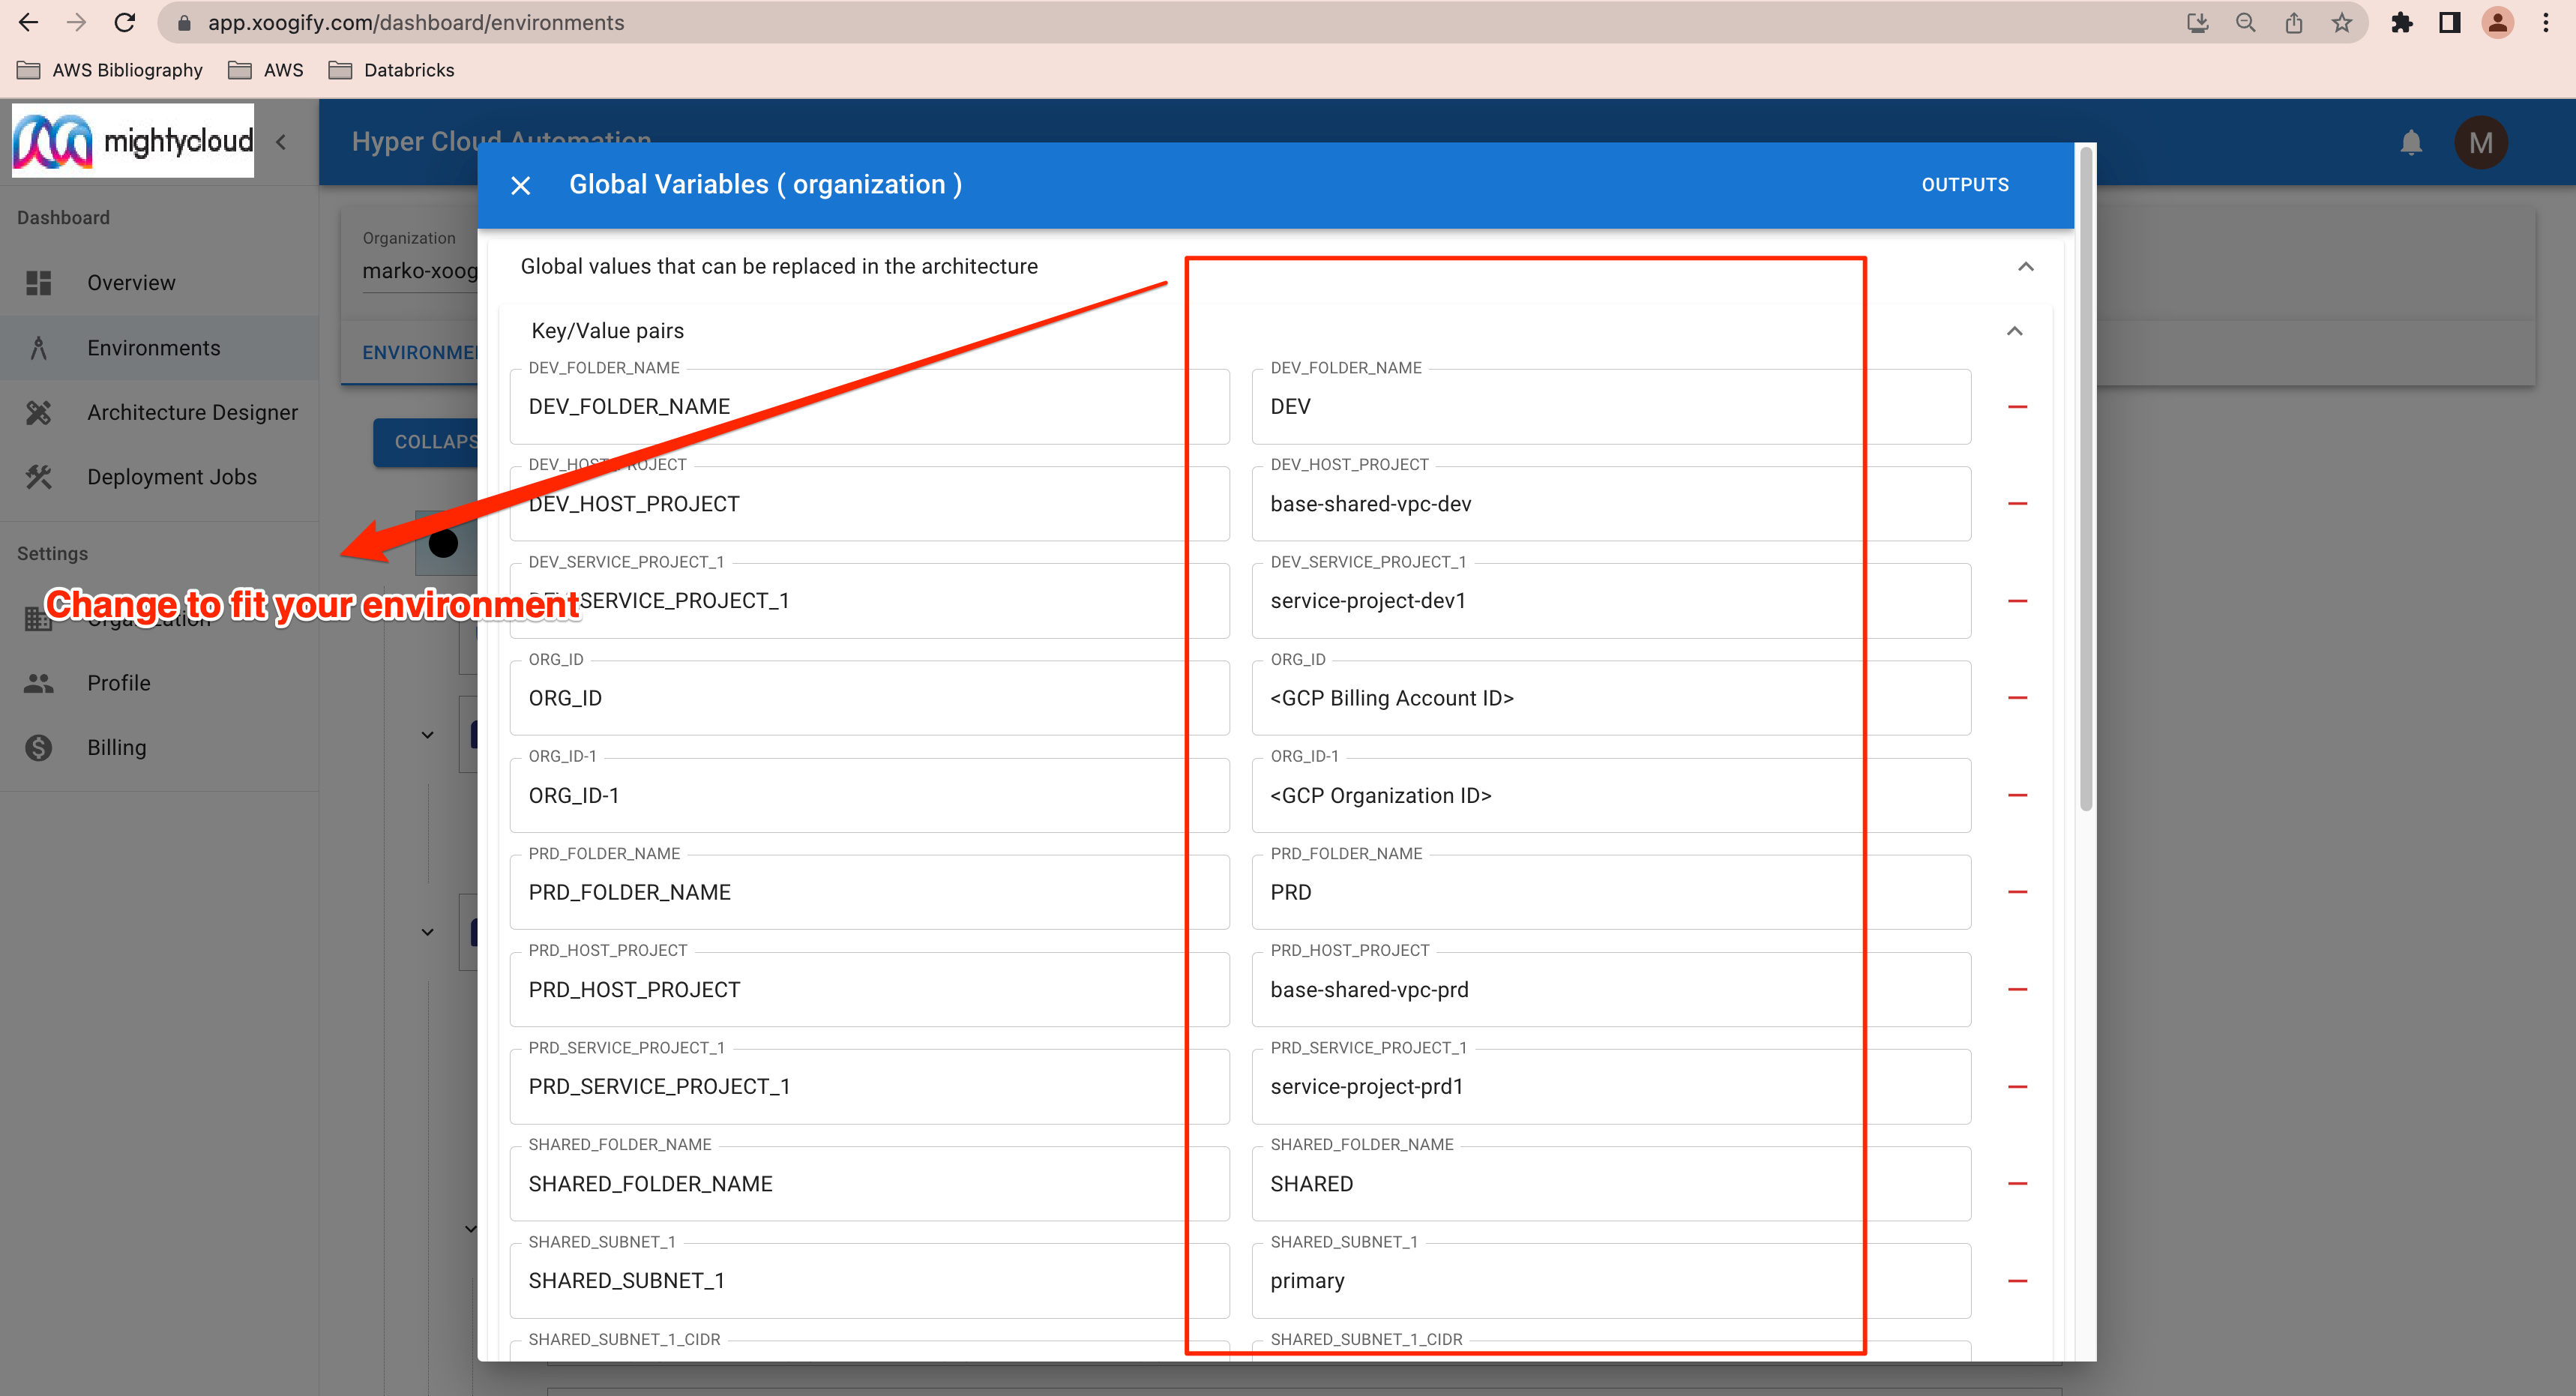 app.xoogify.com/dashboard/environments
AWS Bibliography
AWS
Databricks
mightycloud
Hyper Cloud Automation
M
Global Variables ( organization )
OUTPUTS
Dashboard
Overview
Environments
Architecture Designer
Deployment Jobs
Settings
Organization
Profile
Billing
Organization
marko-xoog
ENVIRONME
COLLAPS
Change to fit your environment
Global values that can be replaced in the architecture
Key/Value pairs
DEV_FOLDER_NAME
DEV_FOLDER_NAME
DEV_FOLDER_NAME
DEV
DEV_HOST_PROJECT
DEV_HOST_PROJECT
DEV_HOST_PROJECT
base-shared-vpc-dev
DEV_SERVICE_PROJECT_1
DEV_SERVICE_PROJECT_1
DEV_SERVICE_PROJECT_1
service-project-dev1
ORG_ID
ORG_ID
ORG_ID
<GCP Billing Account ID>
ORG_ID-1
ORG_ID-1
ORG_ID-1
<GCP Organization ID>
PRD_FOLDER_NAME
PRD_FOLDER_NAME
PRD_FOLDER_NAME
PRD
PRD_HOST_PROJECT
PRD_HOST_PROJECT
PRD_HOST_PROJECT
base-shared-vpc-prd
PRD_SERVICE_PROJECT_1
PRD_SERVICE_PROJECT_1
PRD_SERVICE_PROJECT_1
service-project-prd1
SHARED_FOLDER_NAME
SHARED_FOLDER_NAME
SHARED_FOLDER_NAME
SHARED
SHARED_SUBNET_1
SHARED_SUBNET_1
SHARED_SUBNET_1
primary
SHARED_SUBNET_1_CIDR
SHARED_SUBNET_1_CIDR